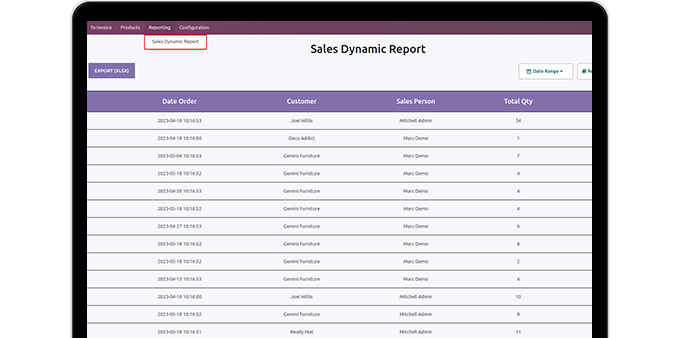 To Invoice Products Reporting Configuration
Sales Dynamic Report
Sales Dynamic Report
EXPORT (XLSX) Date Range
Date Order Customer Sales Person Total Qty
2023-04-18 10:16:53 Joel Willis Mitchell Admin 54
2023-04-18 10:16:00 Deco Addict Marc Demo 1
2023-05-04 10:16:53 Gemini Furniture Marc Demo 7
2023-05-18 10:16:52 Gemini Furniture Marc Demo 4
2023-04-20 10:16:53 Gemini Furniture Marc Demo 4
2023-05-18 10:16:52 Gemini Furniture Marc Demo 4
2023-04-27 10:16:53 Gemini Furniture Marc Demo 6
2023-05-18 10:16:52 Gemini Furniture Marc Demo 8
2023-05-18 10:16:52 Gemini Furniture Marc Demo 2
2023-04-13 10:16:53 Gemini Furniture Marc Demo 4
2023-04-18 10:16:00 Joel Willis Mitchell Admin 10
2023-05-18 10:16:52 Gemini Furniture Mitchell Admin 8
2023-05-18 10:16:51 Ready Mat Mitchell Admin 11